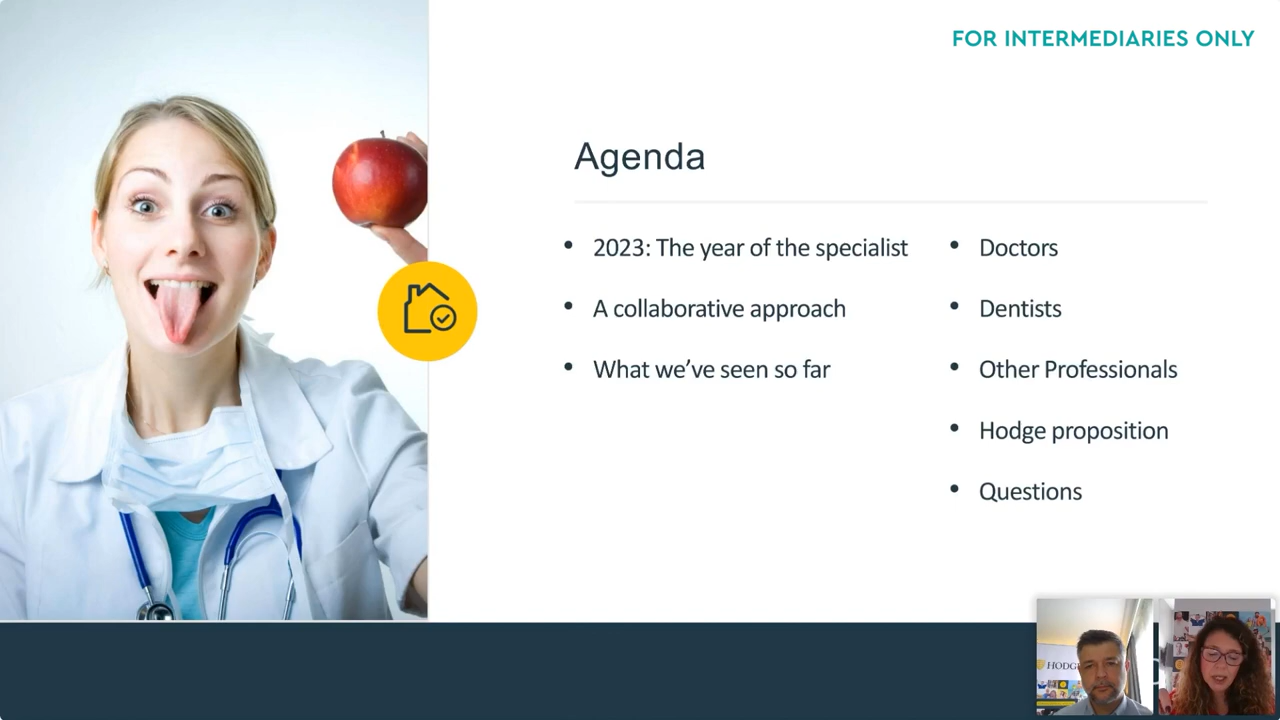 FOR INTERMEDIARIES ONLY
Agenda
2023: The year of the specialist
A collaborative approach
What we've seen so far
Doctors
Dentists
Other Professionals
Hodge proposition
Questions